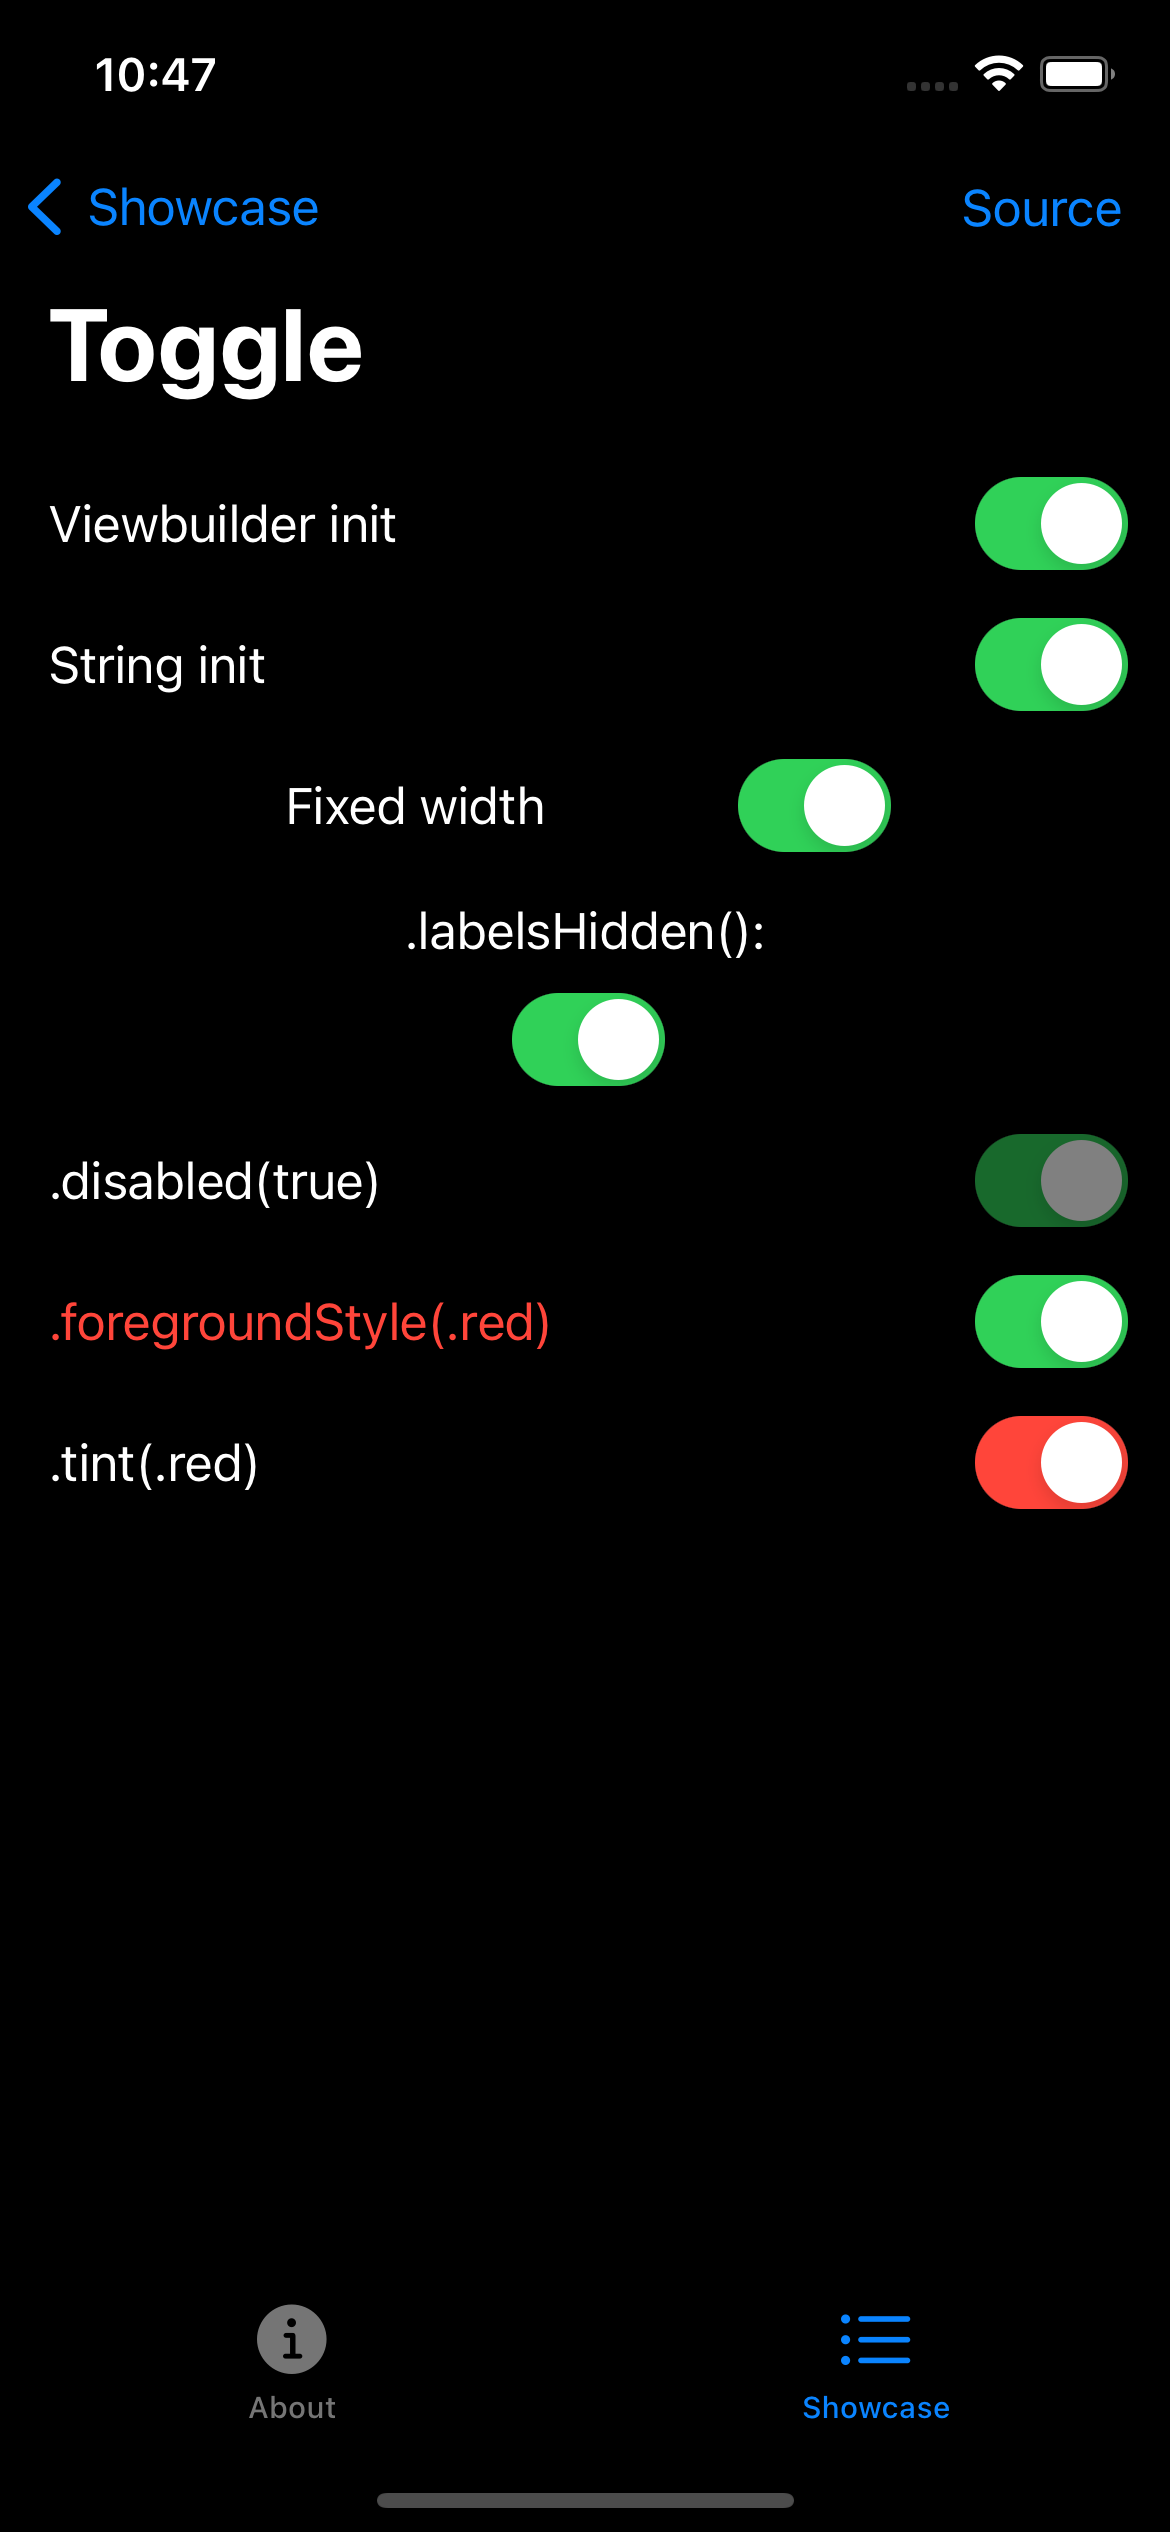 10:47
Showcase
Source
Toggle
Viewbuilder init
String init
Fixed width
.labelsHidden():
.disabled(true)
.foregroundStyle(.red)
.tint(.red)
About
Showcase